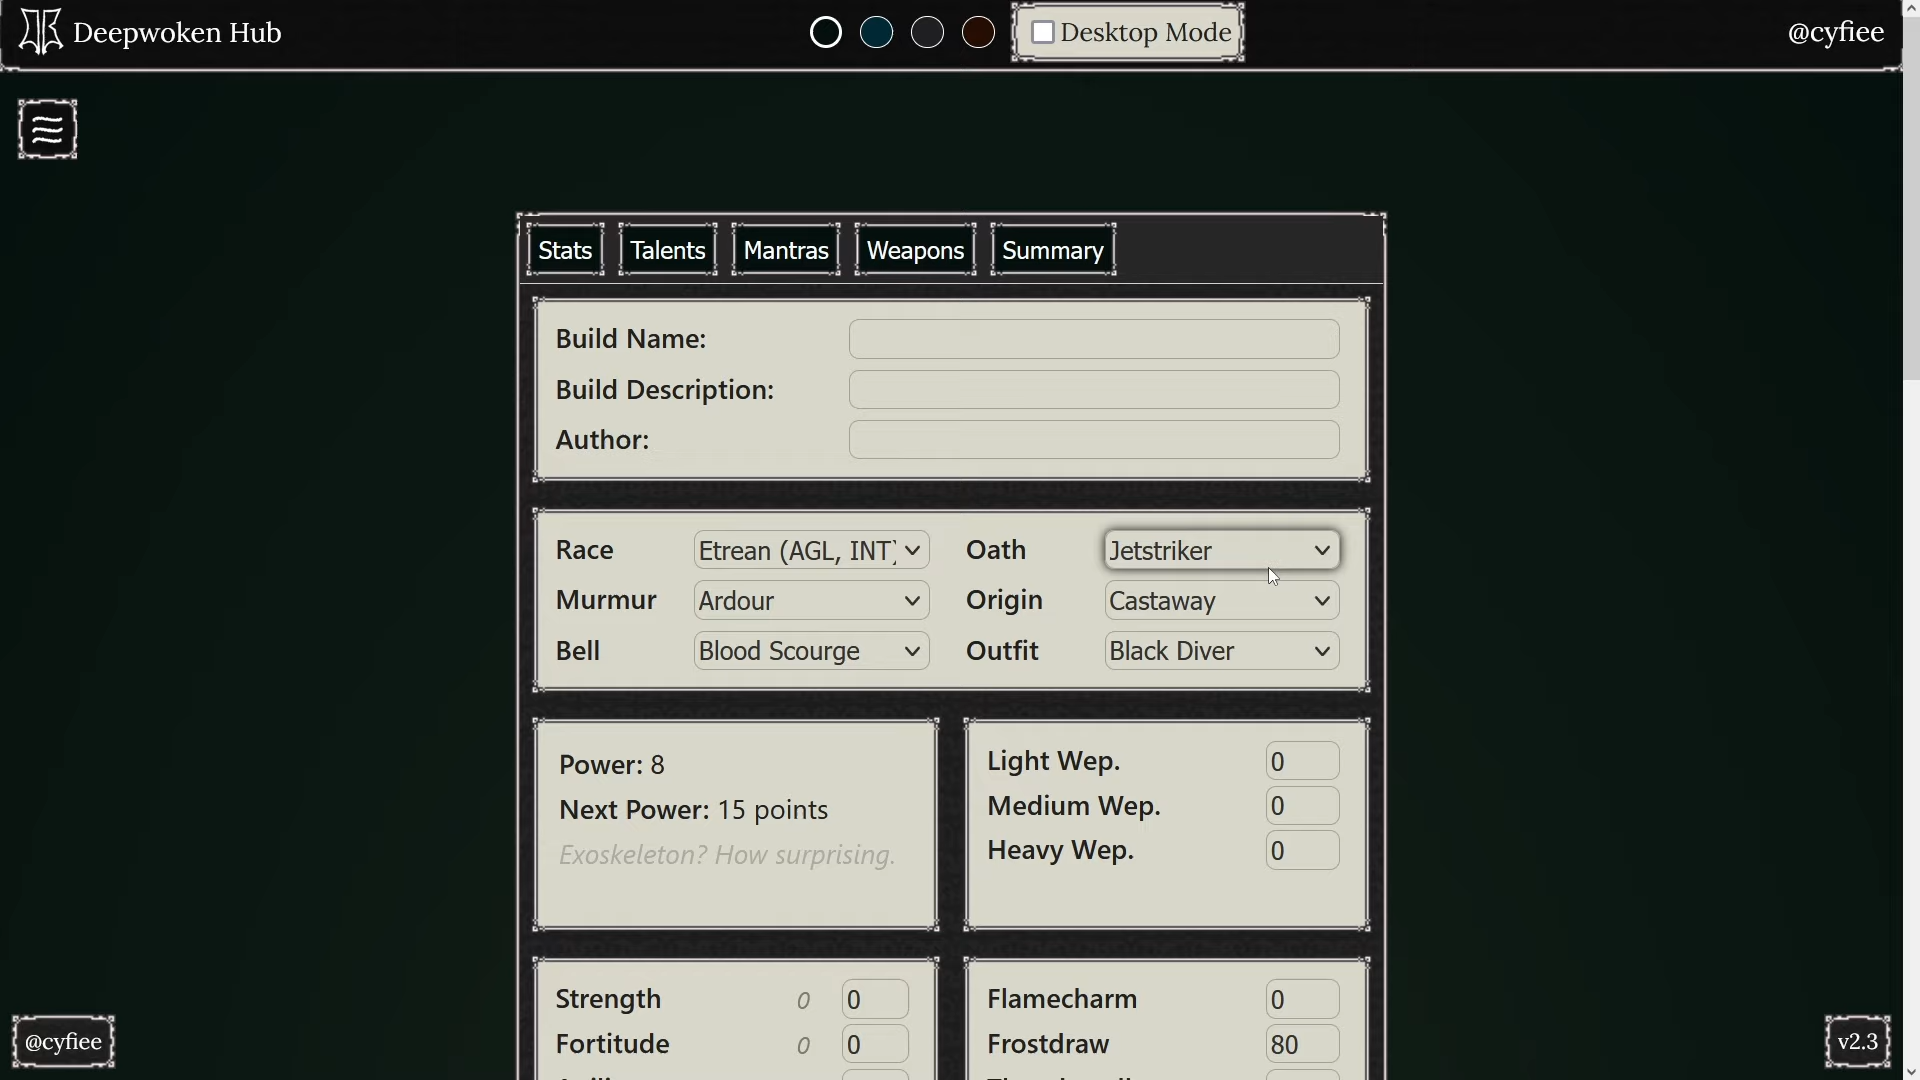 Deepwoken Hub
Desktop Mode
@cyfiee
Stats Talents Mantras Weapons Summary
Build Name:
Build Description:
Author:
Race Etrean (AGL, INT) Oath Jetstriker
Murmur Ardour Origin Castaway
Bell Blood Scourge Outfit Black Diver
Power: 8
Next Power: 15 points
Exoskeleton? How surprising.
Light Wep. 0
Medium Wep. 0
Heavy Wep. 0
Strength 0 0
Fortitude 0 0
Flamecharm 0
Frostdraw 80
@cyfiee
v2.3